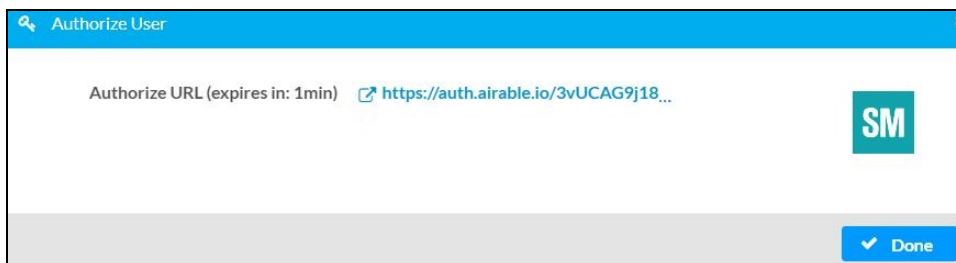 Authorize User
Authorize URL (expires in: 1min) https://auth.airable.io/3vUCAG9j18...
SM
Done